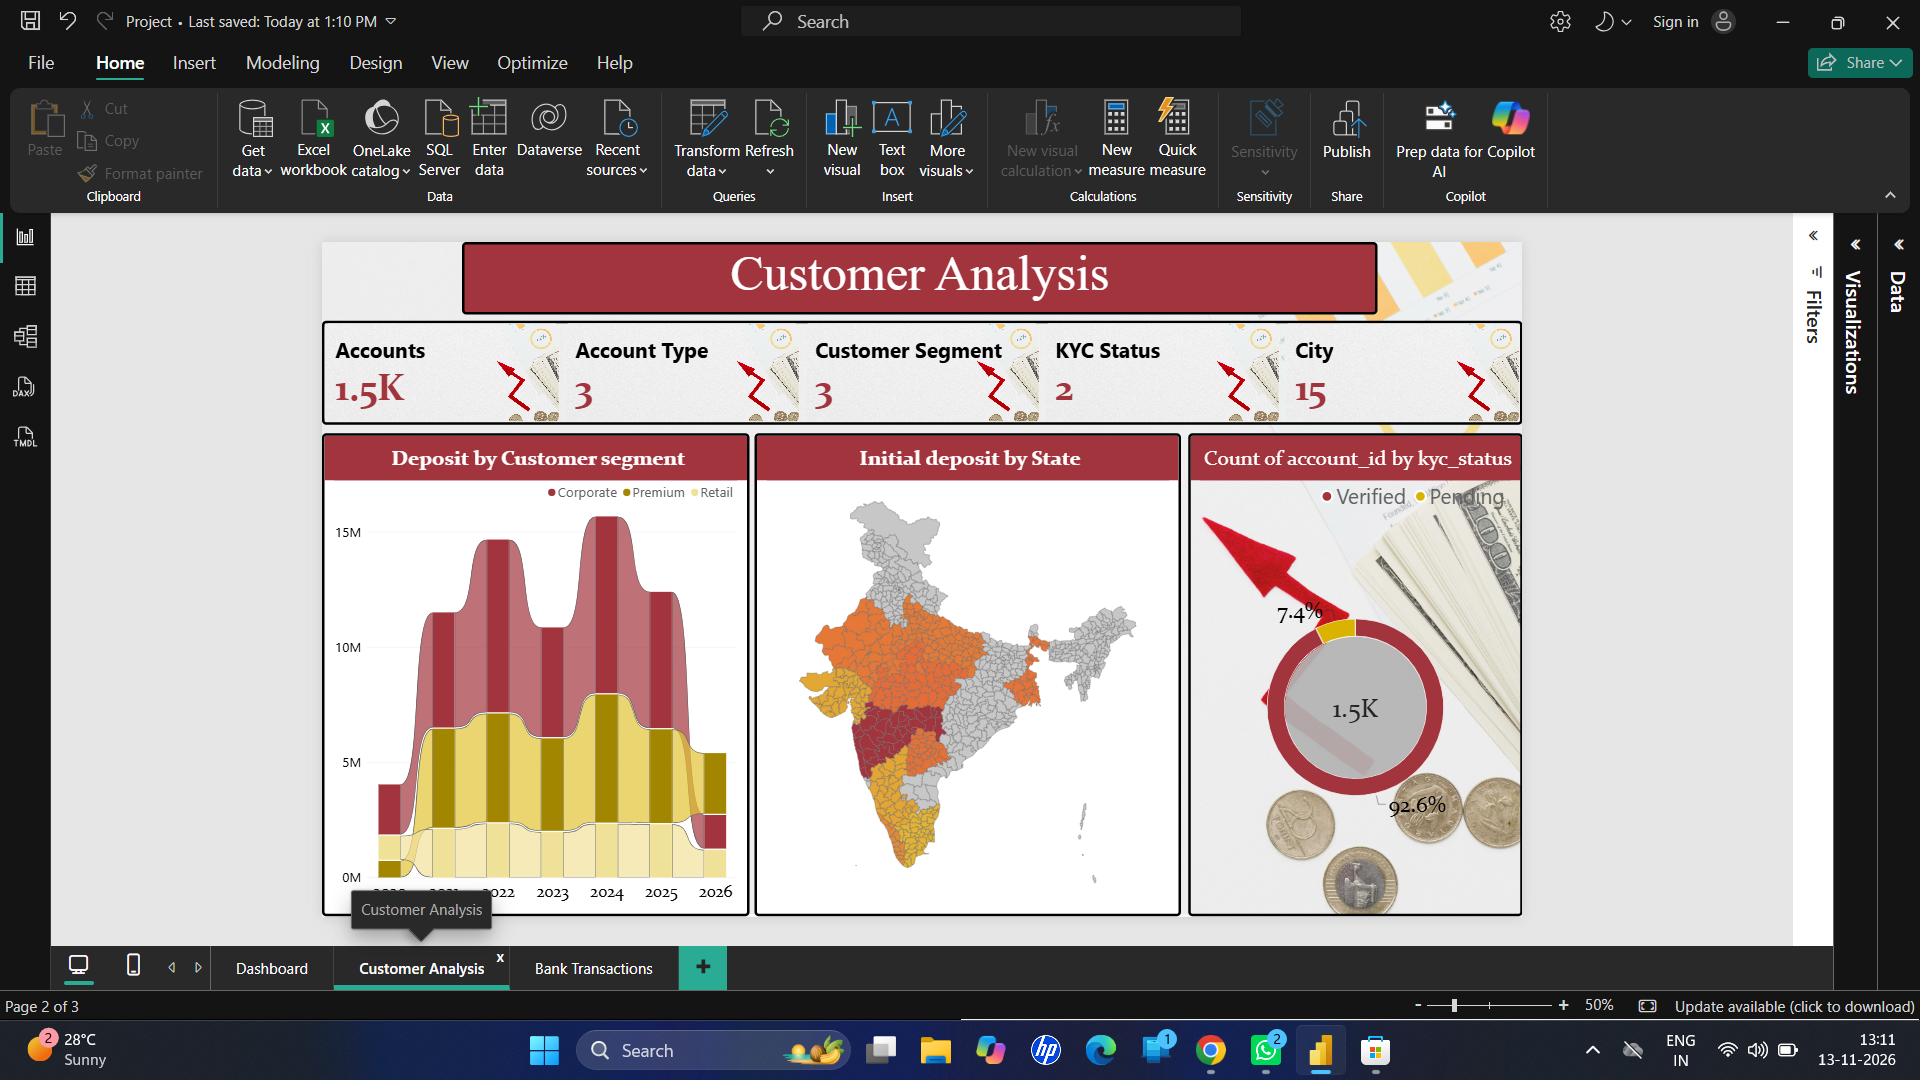 Project • Last saved: Today at 1:10 PM
Search
Sign in
File Home Insert Modeling Design View Optimize Help
Share
Paste
Cut
Copy
Format painter
Clipboard
Get data
Excel workbook
OneLake catalog
SQL Server
Enter data
Dataverse
Recent sources
Data
Transform data
Refresh
Queries
New visual
Text box
More visuals
Insert
New visual calculation
New measure
Quick measure
Calculations
Sensitivity
Sensitivity
Publish
Share
Prep data for AI
Copilot
Copilot
DAX
TMDL
Customer Analysis
Accounts
1.5K
Account Type
3
Customer Segment
3
KYC Status
2
City
15
Deposit by Customer segment
Corporate Premium Retail
15M
10M
5M
0M
2022 2023 2024 2025 2026
Initial deposit by State
Count of account_id by kyc_status
Verified Pending
7.4%
1.5K
92.6%
Filters
Visualizations
Data
Customer Analysis
Dashboard
Customer Analysis x
Bank Transactions
+
Page 2 of 3
- + 50%
Update available (click to download)
2
28°C
Sunny
Search
hp
1
2
ENG
IN
13:11
13-11-2026